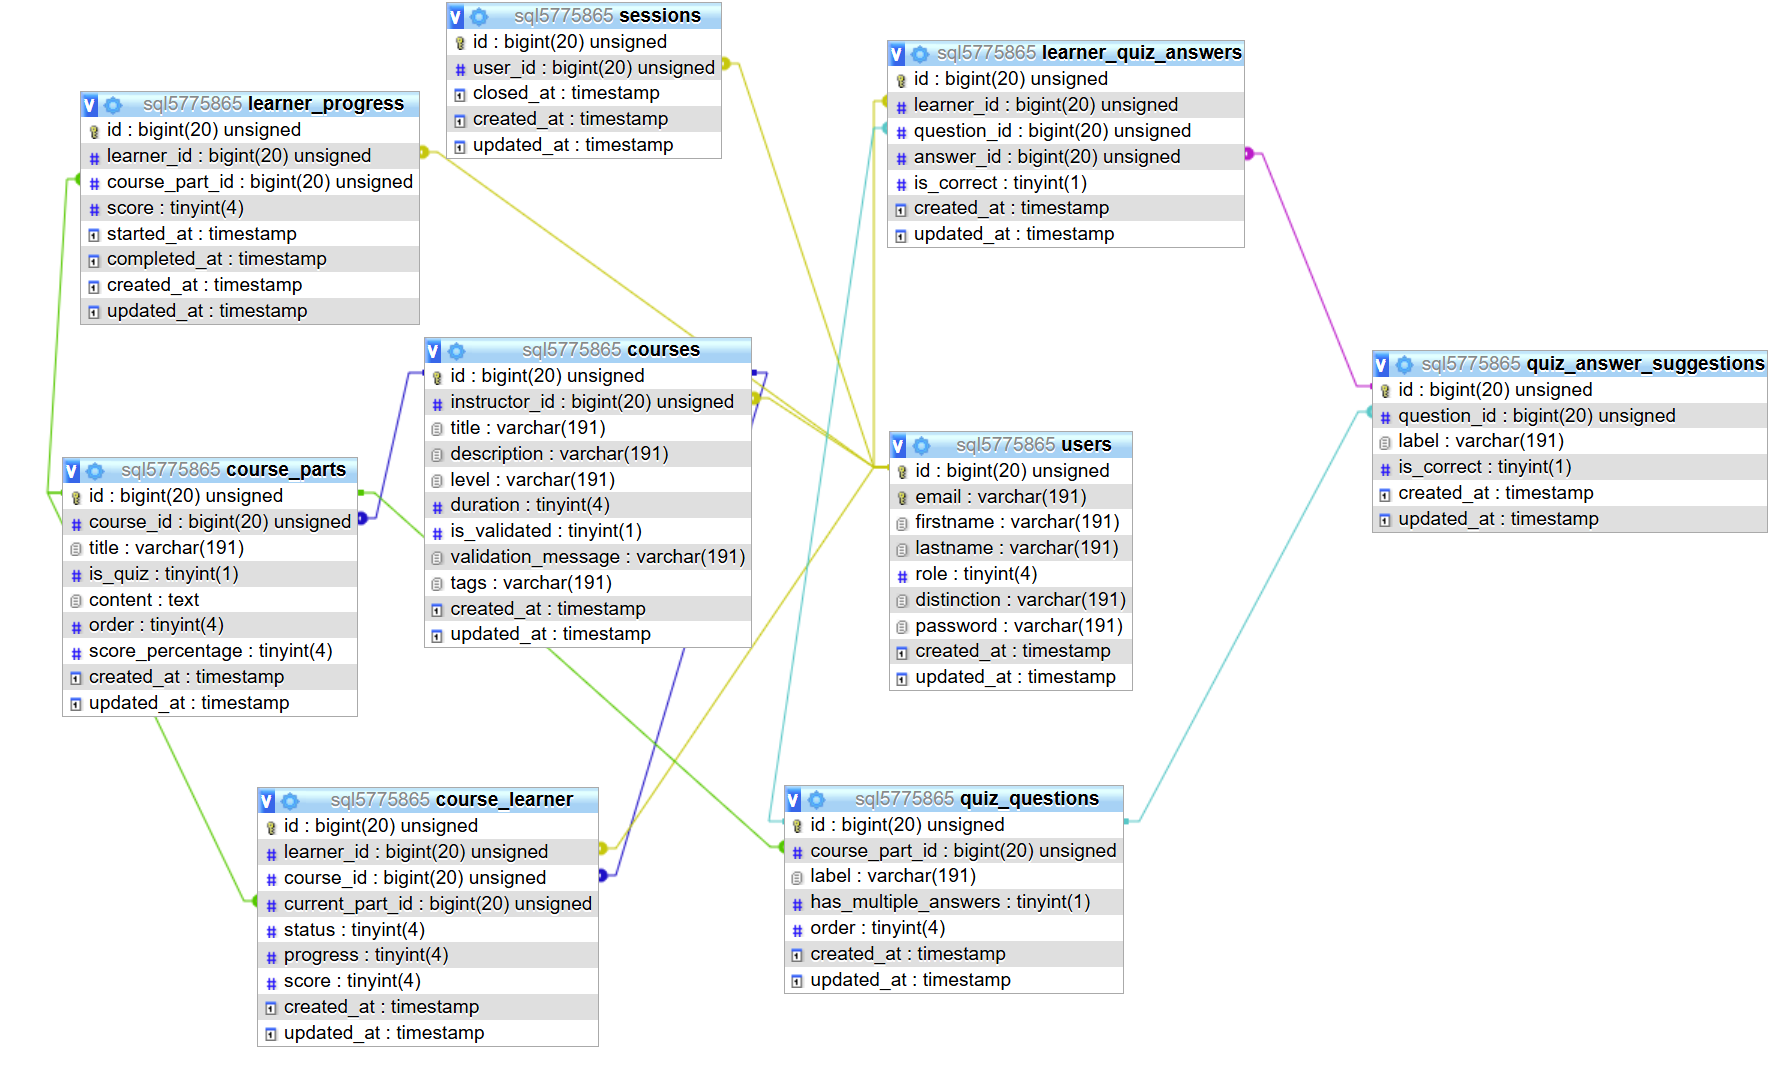 sql5775865 sessions
id : bigint(20) unsigned
user_id : bigint(20) unsigned
closed_at : timestamp
created_at : timestamp
updated_at : timestamp
sql5775865 learner_quiz_answers
id : bigint(20) unsigned
learner_id : bigint(20) unsigned
question_id : bigint(20) unsigned
answer_id : bigint(20) unsigned
is_correct : tinyint(1)
created_at : timestamp
updated_at : timestamp
sql5775865 learner_progress
id : bigint(20) unsigned
learner_id : bigint(20) unsigned
course_part_id : bigint(20) unsigned
score : tinyint(4)
started_at : timestamp
completed_at : timestamp
created_at : timestamp
updated_at : timestamp
sql5775865 courses
id : bigint(20) unsigned
instructor_id : bigint(20) unsigned
title : varchar(191)
description : varchar(191)
level : varchar(191)
duration : tinyint(4)
is_validated : tinyint(1)
validation_message : varchar(191)
tags : varchar(191)
created_at : timestamp
updated_at : timestamp
sql5775865 quiz_answer_suggestions
id : bigint(20) unsigned
question_id : bigint(20) unsigned
label : varchar(191)
is_correct : tinyint(1)
created_at : timestamp
updated_at : timestamp
sql5775865 users
id : bigint(20) unsigned
email : varchar(191)
firstname : varchar(191)
lastname : varchar(191)
role : tinyint(4)
distinction : varchar(191)
password : varchar(191)
created_at : timestamp
updated_at : timestamp
sql5775865 course_parts
id : bigint(20) unsigned
course_id : bigint(20) unsigned
title : varchar(191)
is_quiz : tinyint(1)
content : text
order : tinyint(4)
score_percentage : tinyint(4)
created_at : timestamp
updated_at : timestamp
sql5775865 course_learner
id : bigint(20) unsigned
learner_id : bigint(20) unsigned
course_id : bigint(20) unsigned
current_part_id : bigint(20) unsigned
status : tinyint(4)
progress : tinyint(4)
score : tinyint(4)
created_at : timestamp
updated_at : timestamp
sql5775865 quiz_questions
id : bigint(20) unsigned
course_part_id : bigint(20) unsigned
label : varchar(191)
has_multiple_answers : tinyint(1)
order : tinyint(4)
created_at : timestamp
updated_at : timestamp